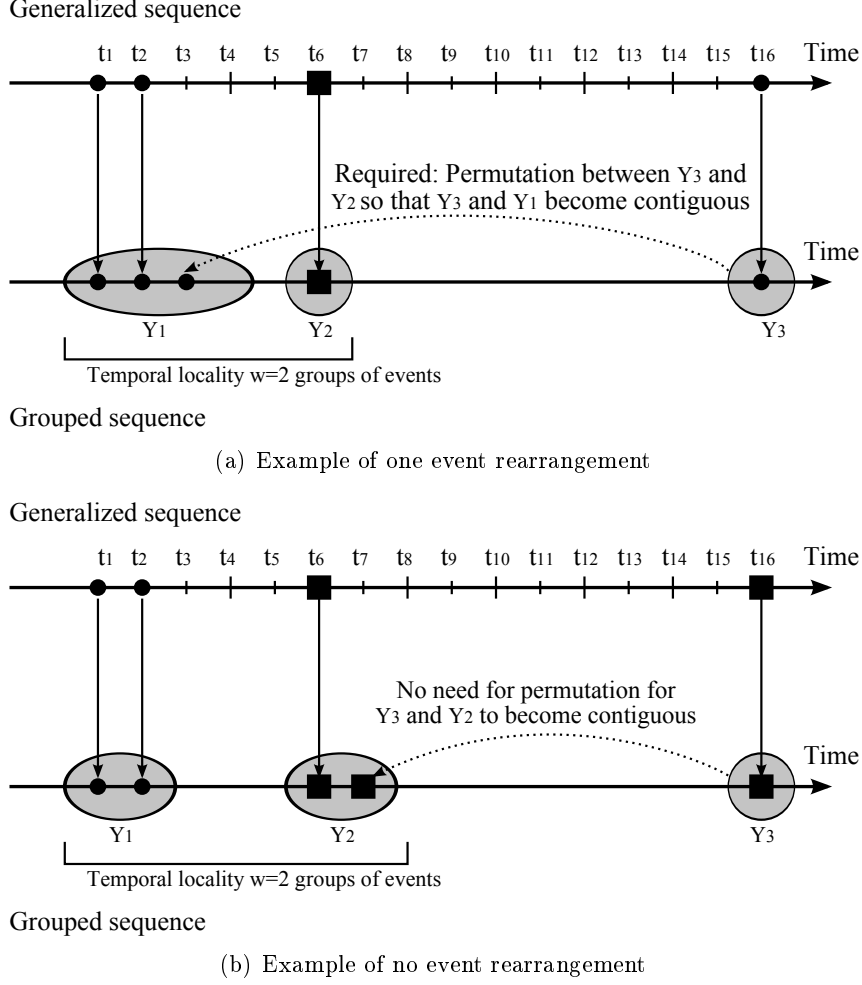 Generalized sequence
t1 t2 t3 t4 t5 t6 t7 t8 t9 t10 t11 t12 t13 t14 t15 t16 Time
Required: Permutation between Y3 and
Y2 so that Y3 and Y1 become contiguous
Time
Y1 Y2 Y3
Temporal locality w=2 groups of events
Grouped sequence
(a) Example of one event rearrangement
Generalized sequence
t1 t2 t3 t4 t5 t6 t7 t8 t9 t10 t11 t12 t13 t14 t15 t16 Time
No need for permutation for
Y3 and Y2 to become contiguous
Time
Y1 Y2 Y3
Temporal locality w=2 groups of events
Grouped sequence
(b) Example of no event rearrangement